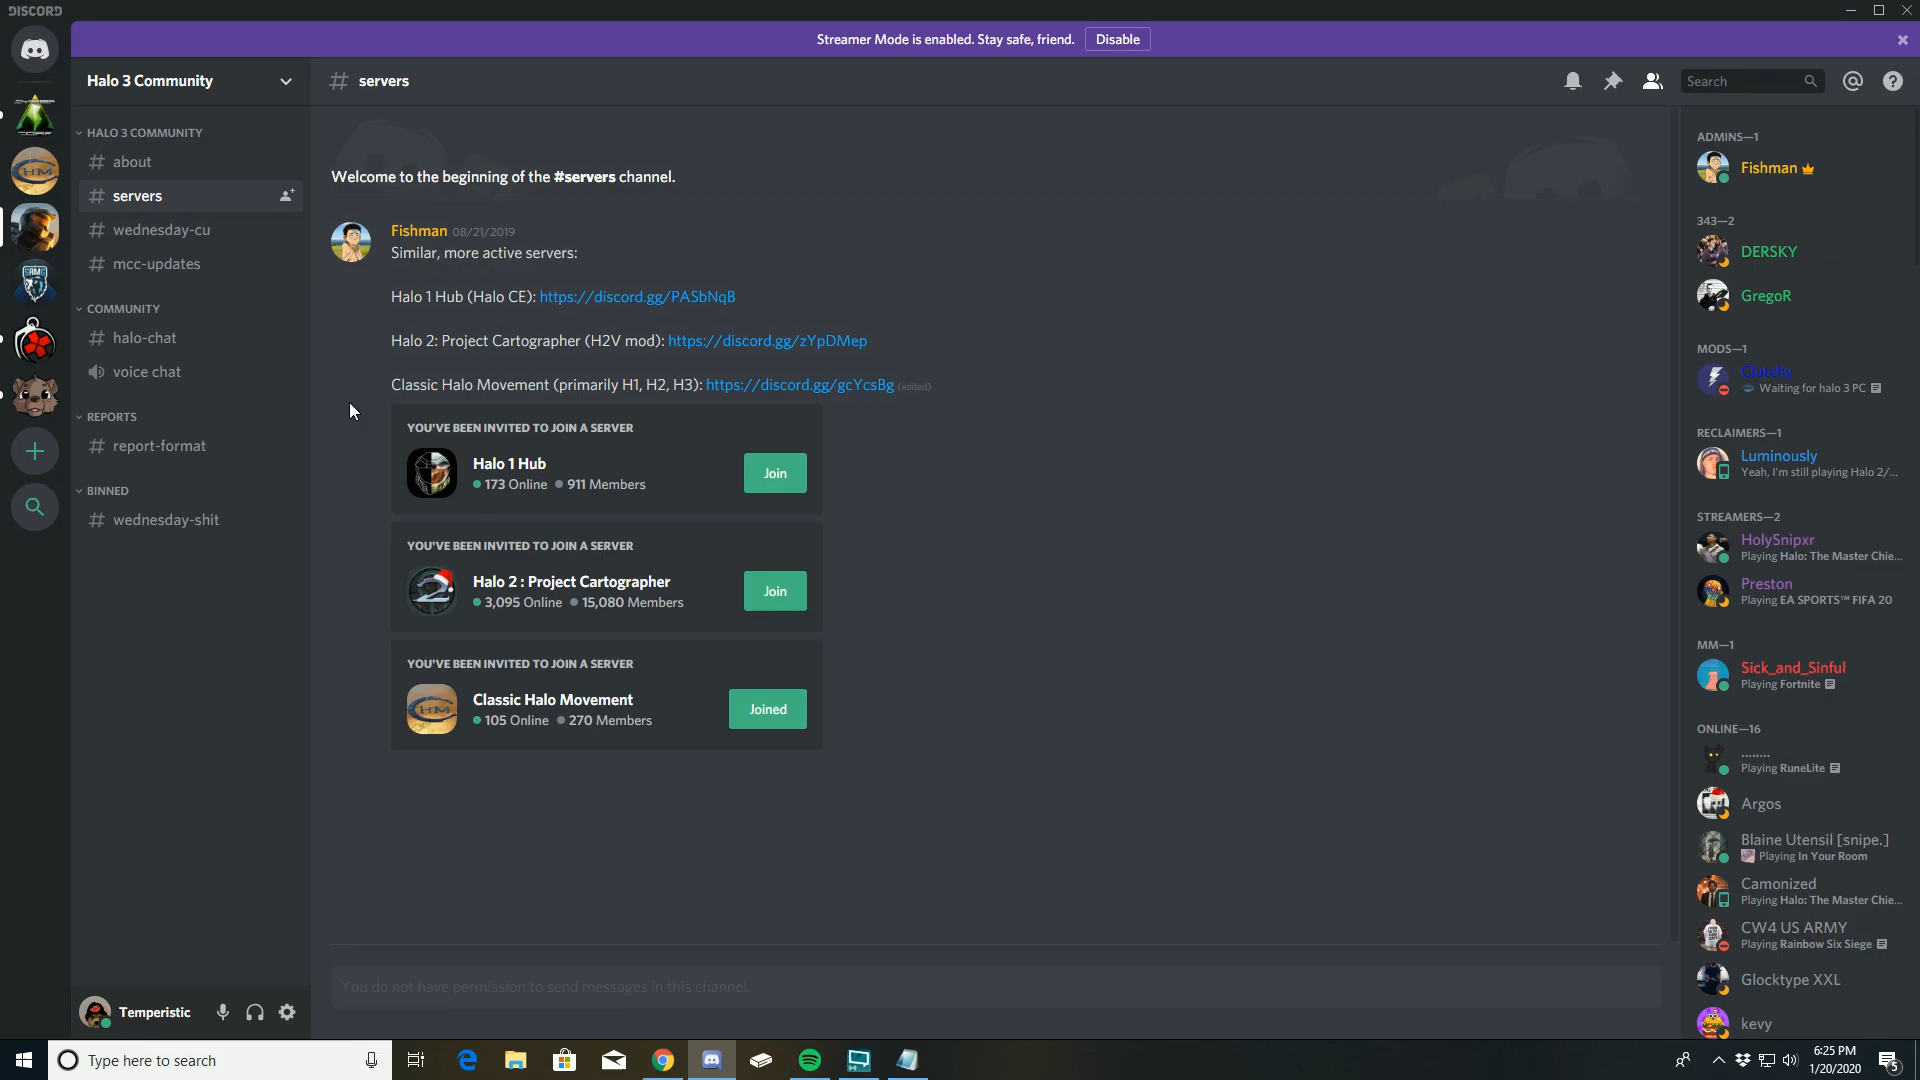 DISCORD
Streamer Mode is enabled. Stay safe, friend. Disable
Halo 3 Community
servers
Search
HALO 3 COMMUNITY
about
servers
wednesday-cu
mcc-updates
COMMUNITY
halo-chat
voice chat
REPORTS
report-format
BINNED
wednesday-shit
Temperistic
Welcome to the beginning of the #servers channel.
Fishman 08/21/2019
Similar, more active servers:
Halo 1 Hub (Halo CE): https://discord.gg/PASbNqB
Halo 2: Project Cartographer (H2V mod): https://discord.gg/zYpDMep
Classic Halo Movement (primarily H1, H2, H3): https://discord.gg/gcYcsBg (edited)
YOU'VE BEEN INVITED TO JOIN A SERVER
Halo 1 Hub
173 Online 911 Members
Join
YOU'VE BEEN INVITED TO JOIN A SERVER
Halo 2 : Project Cartographer
3,095 Online 15,080 Members
Join
YOU'VE BEEN INVITED TO JOIN A SERVER
CHM
Classic Halo Movement
105 Online 270 Members
Joined
You do not have permission to send messages in this channel.
ADMINS—1
Fishman
343—2
DERSKY
GregoR
MODS—1
Clutchy
Waiting for halo 3 PC
RECLAIMERS—1
Luminously
Yeah, I'm still playing Halo 2/...
STREAMERS—2
HolySnipxr
Playing Halo: The Master Chie...
Preston
Playing EA SPORTS™ FIFA 20
MM—1
Sick_and_Sinful
Playing Fortnite
ONLINE—16
........
Playing RuneLite
Argos
Blaine Utensil [snipe.]
Playing In Your Room
Camonized
Playing Halo: The Master Chie...
CW4 US ARMY
Playing Rainbow Six Siege
Glocktype XXL
kevy
Type here to search
6:25 PM
1/20/2020
5